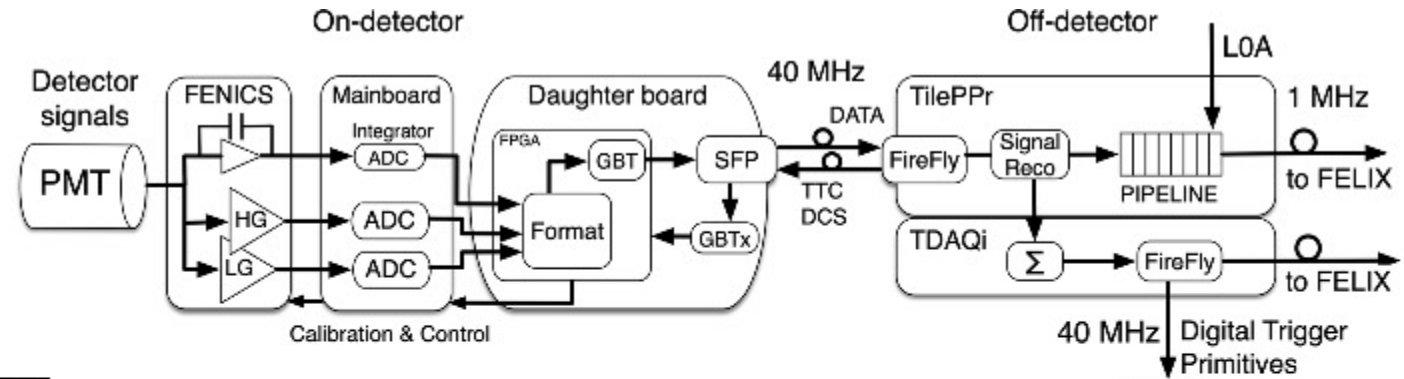 On-detector
Off-detector
Detector
signals
PMT
FENICS
HG
LG
Mainboard
Integrator
ADC
ADC
ADC
Calibration & Control
Daughter board
FPGA
GBT
Format
SFP
GBTx
40 MHz
DATA
TTC
DCS
TilePPr
FireFly
Signal
Reco
PIPELINE
L0A
1 MHz
to FELIX
TDAQi
Σ
FireFly
to FELIX
40 MHz
Digital Trigger
Primitives